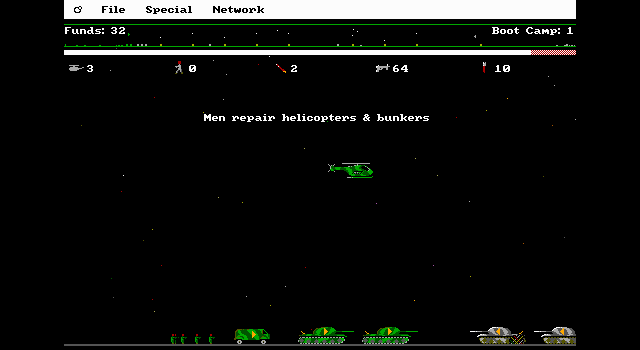 File Special Network
Funds: 32 Boot Camp: 1
3 0 2 64 10
Men repair helicopters & bunkers